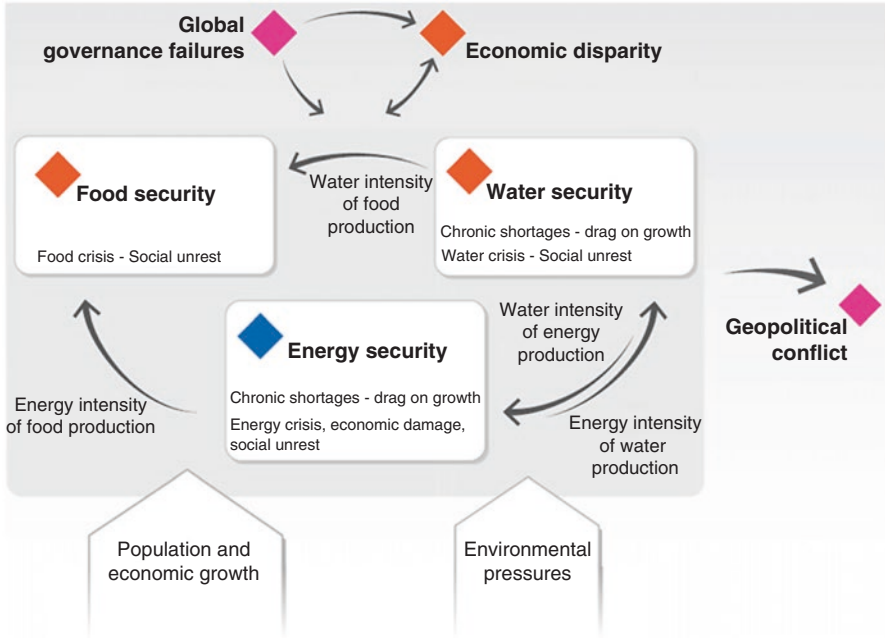 Global
governance failures
Economic disparity
Food security
Food crisis - Social unrest
Water intensity
of food
production
Water security
Chronic shortages - drag on growth
Water crisis - Social unrest
Geopolitical
conflict
Energy security
Chronic shortages - drag on growth
Energy crisis, economic damage,
social unrest
Water intensity
of energy
production
Energy intensity
of food production
Energy intensity
of water
production
Population and
economic growth
Environmental
pressures